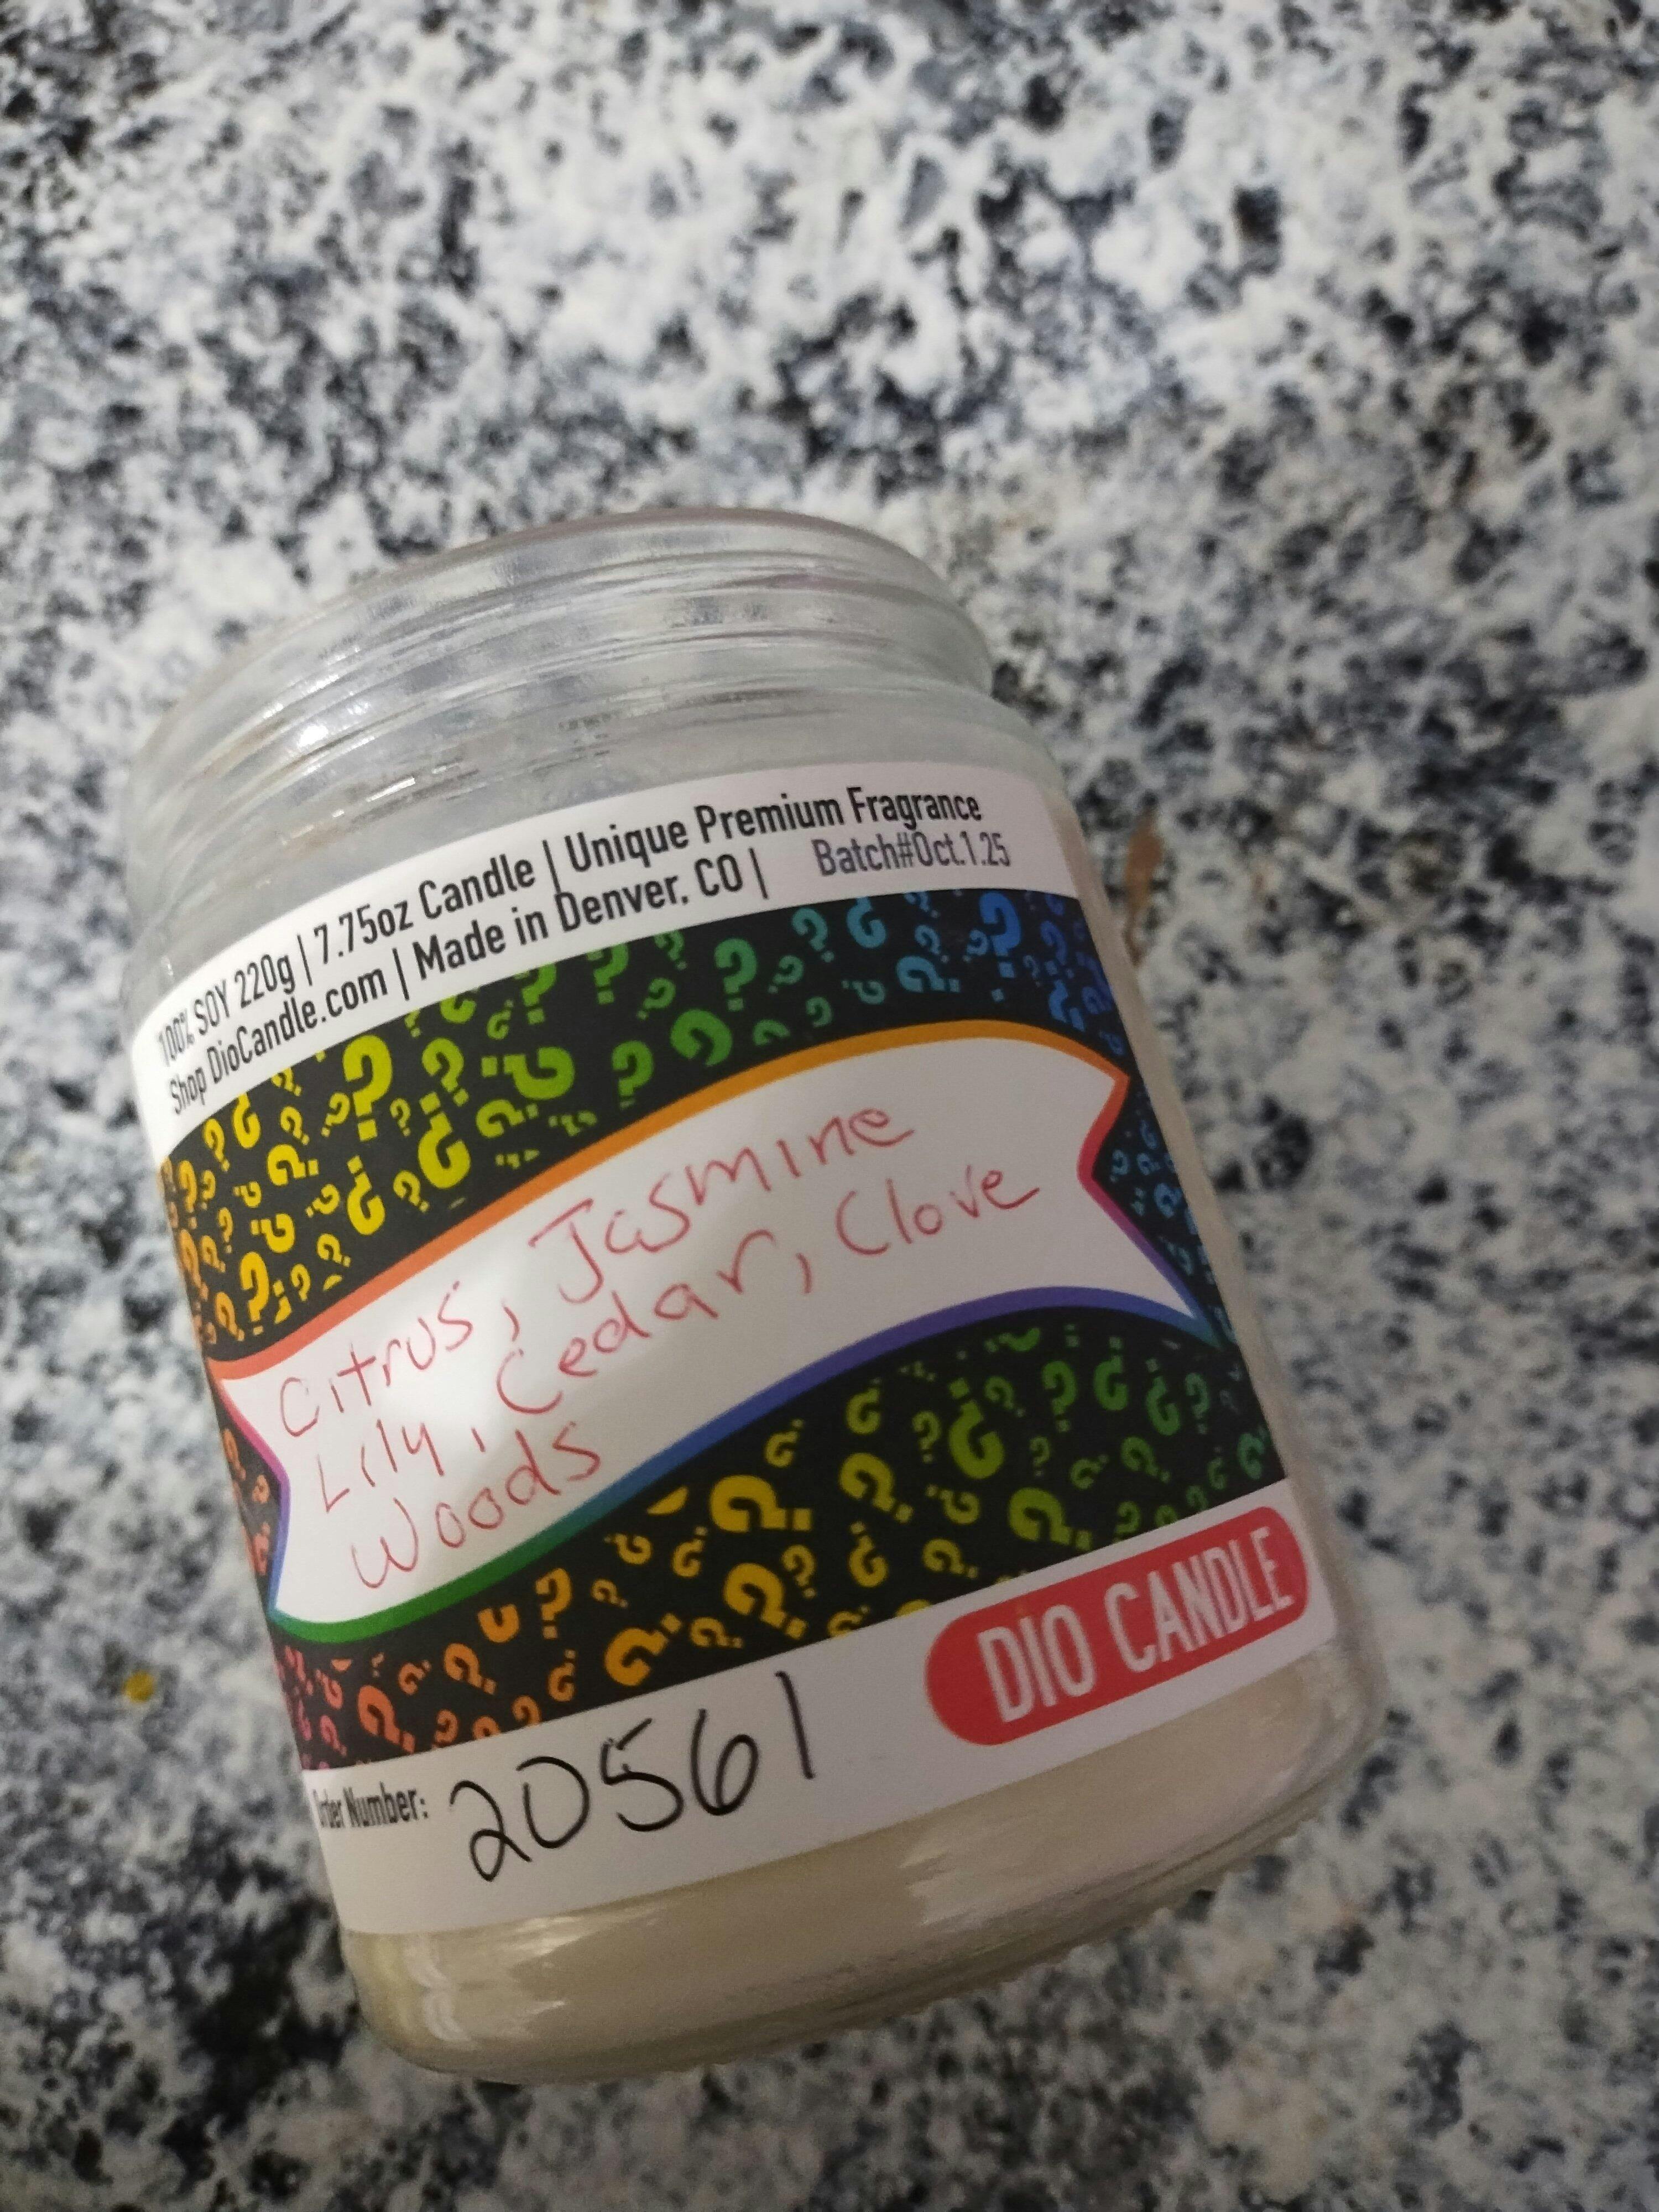 100% SOY 220g | 7.75oz Candle | Unique Premium Fragrance
Shop DioCandle.com | Made in Denver, CO | Batch#Oct.1.25
Citrus, Jasmine
Lily, Cedar, Clove
Woods
DIO CANDLE
Order Number: 20561